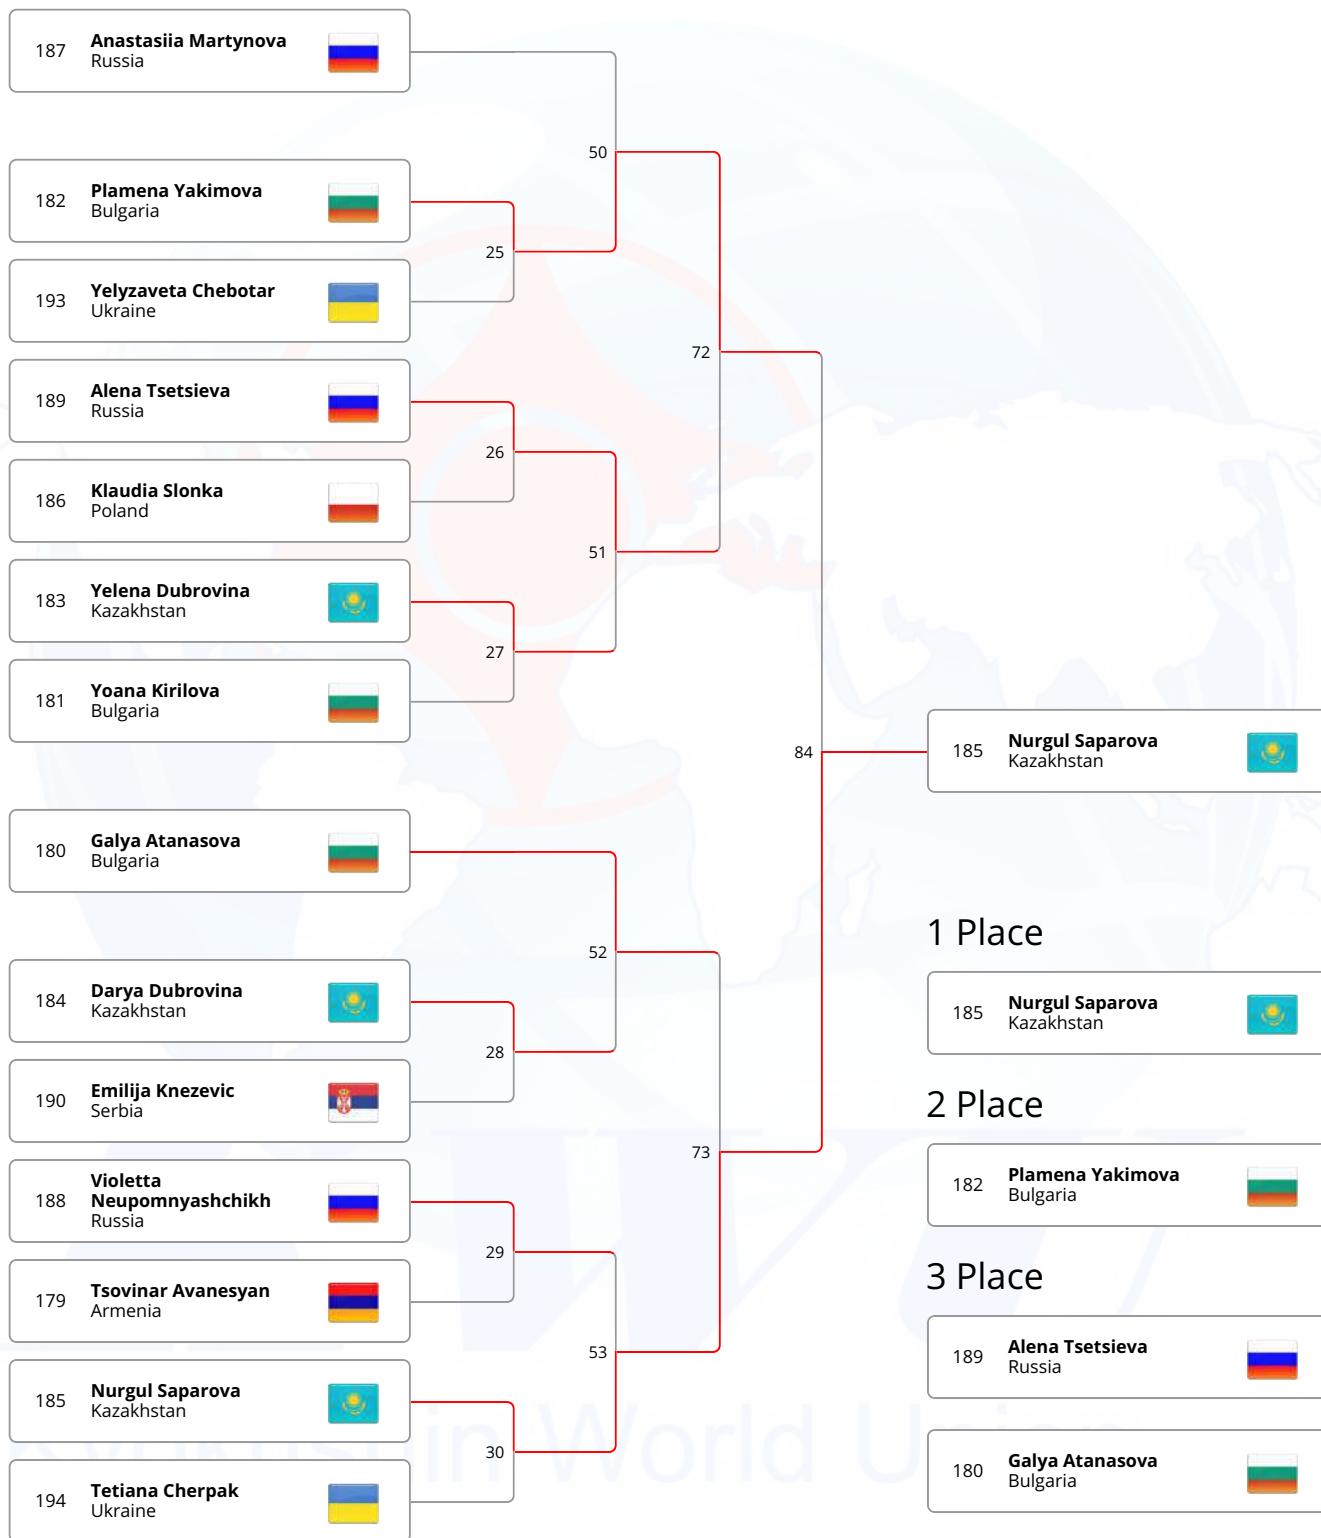 187
Anastasiia Martynova
Russia
50
182
Plamena Yakimova
Bulgaria
25
193
Yelyzaveta Chebotar
Ukraine
72
189
Alena Tsetsieva
Russia
26
186
Klaudia Slonka
Poland
51
183
Yelena Dubrovina
Kazakhstan
27
181
Yoana Kirilova
Bulgaria
84
185
Nurgul Saparova
Kazakhstan
180
Galya Atanasova
Bulgaria
52
184
Darya Dubrovina
Kazakhstan
28
190
Emilija Knezevic
Serbia
73
188
Violetta
Neupomnyashchikh
Russia
29
179
Tsovinar Avanesyan
Armenia
53
185
Nurgul Saparova
Kazakhstan
30
194
Tetiana Cherpak
Ukraine
1 Place
185
Nurgul Saparova
Kazakhstan
2 Place
182
Plamena Yakimova
Bulgaria
3 Place
189
Alena Tsetsieva
Russia
180
Galya Atanasova
Bulgaria
KWU
Kyokushin World Union